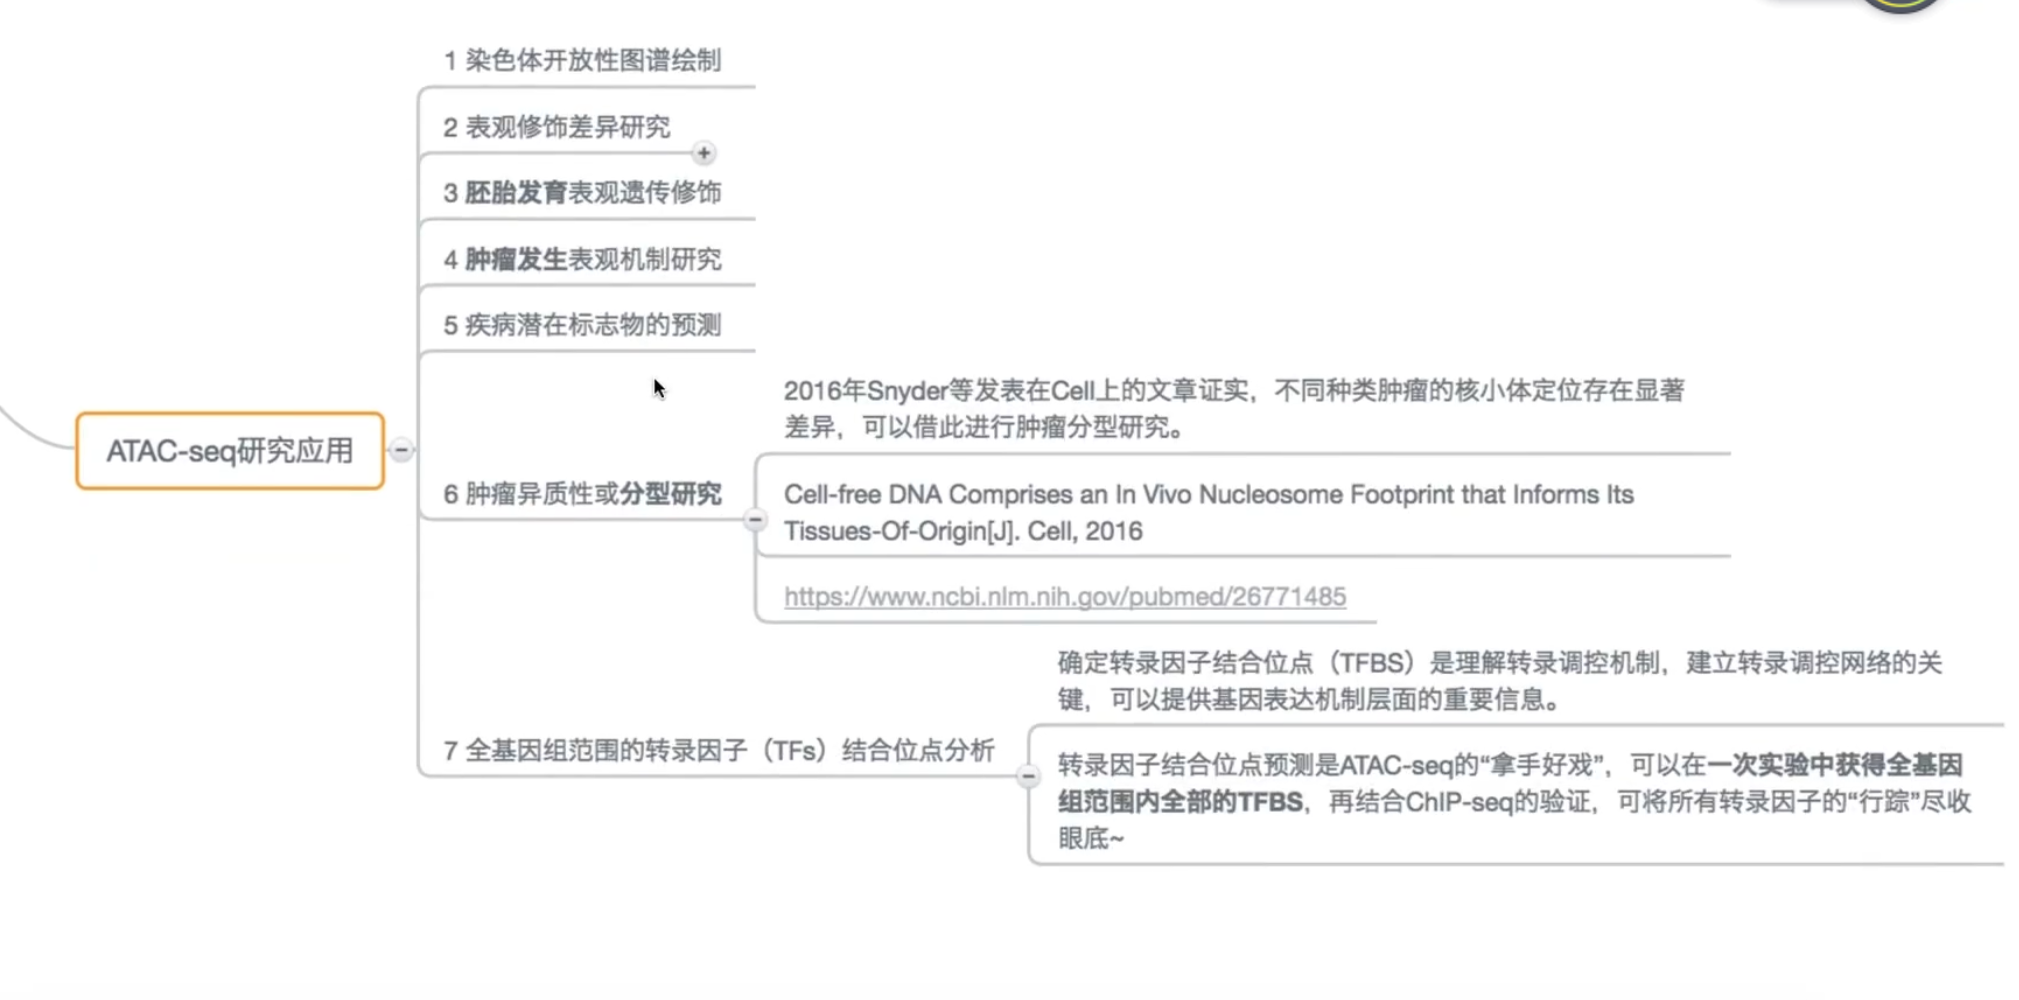 1 染色体开放性图谱绘制
2 表观修饰差异研究
3 胚胎发育表观遗传修饰
4 肿瘤发生表观机制研究
5 疾病潜在标志物的预测
ATAC-seq研究应用
6 肿瘤异质性或分型研究
2016年Snyder等发表在Cell上的文章证实，不同种类肿瘤的核小体定位存在显著
差异，可以借此进行肿瘤分型研究。
Cell-free DNA Comprises an In Vivo Nucleosome Footprint that Informs Its
Tissues-Of-Origin[J]. Cell, 2016
https://www.ncbi.nlm.nih.gov/pubmed/26771485
7 全基因组范围的转录因子（TFs）结合位点分析
确定转录因子结合位点（TFBS）是理解转录调控机制，建立转录调控网络的关
键，可以提供基因表达机制层面的重要信息。
转录因子结合位点预测是ATAC-seq的“拿手好戏”，可以在一次实验中获得全基因
组范围内全部的TFBS，再结合ChIP-seq的验证，可将所有转录因子的“行踪”尽收
眼底~